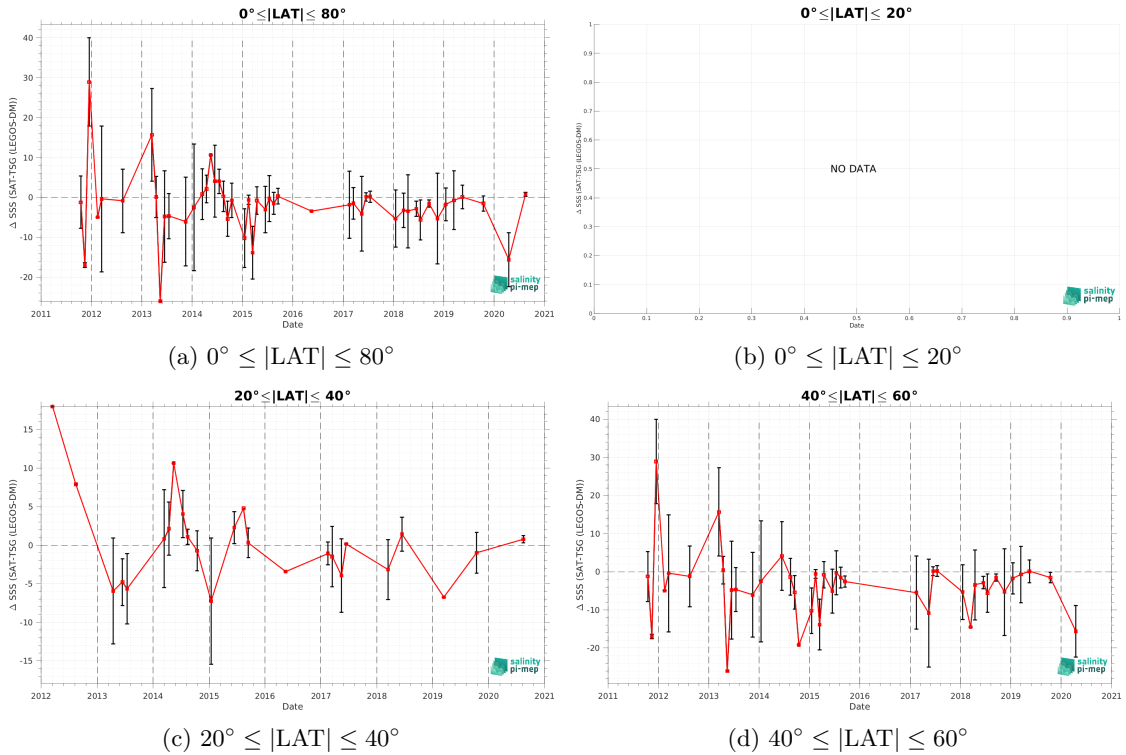 0°≤|LAT|≤ 80°
Δ SSS (SAT-TSG (LEGOS-DM))
40
30
20
10
0
-10
-20
2011 2012 2013 2014 2015 2016 2017 2018 2019 2020 2021
Date
salinity
pi-mep
(a) 0° ≤ |LAT| ≤ 80°
0°≤|LAT|≤ 20°
Δ SSS (SAT-TSG (LEGOS-DM))
1
0.9
0.8
0.7
0.6
0.5
0.4
0.3
0.2
0.1
0
NO DATA
0 0.1 0.2 0.3 0.4 0.5 0.6 0.7 0.8 0.9 1
Date
salinity
pi-mep
(b) 0° ≤ |LAT| ≤ 20°
20°≤|LAT|≤ 40°
Δ SSS (SAT-TSG (LEGOS-DM))
15
10
5
0
-5
-10
-15
2012 2013 2014 2015 2016 2017 2018 2019 2020 2021
Date
salinity
pi-mep
(c) 20° ≤ |LAT| ≤ 40°
40°≤|LAT|≤ 60°
Δ SSS (SAT-TSG (LEGOS-DM))
40
30
20
10
0
-10
-20
2011 2012 2013 2014 2015 2016 2017 2018 2019 2020 2021
Date
salinity
pi-mep
(d) 40° ≤ |LAT| ≤ 60°